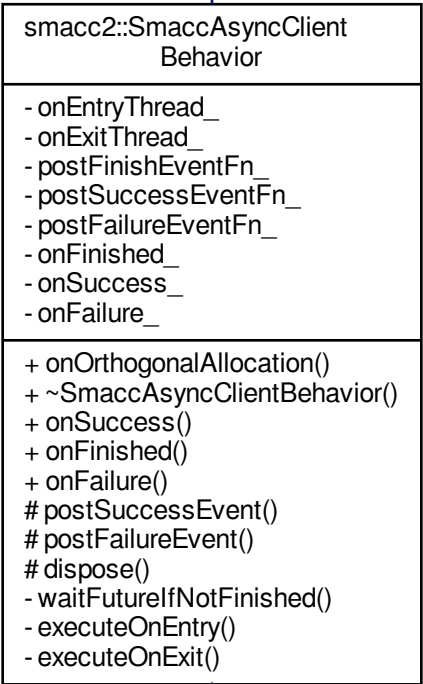 smacc2::SmaccAsyncClient
Behavior
- onEntryThread_
- onExitThread_
- postFinishEventFn_
- postSuccessEventFn_
- postFailureEventFn_
- onFinished_
- onSuccess_
- onFailure_
+ onOrthogonalAllocation()
+ ~SmaccAsyncClientBehavior()
+ onSuccess()
+ onFinished()
+ onFailure()
# postSuccessEvent()
# postFailureEvent()
# dispose()
- waitFutureIfNotFinished()
- executeOnEntry()
- executeOnExit()